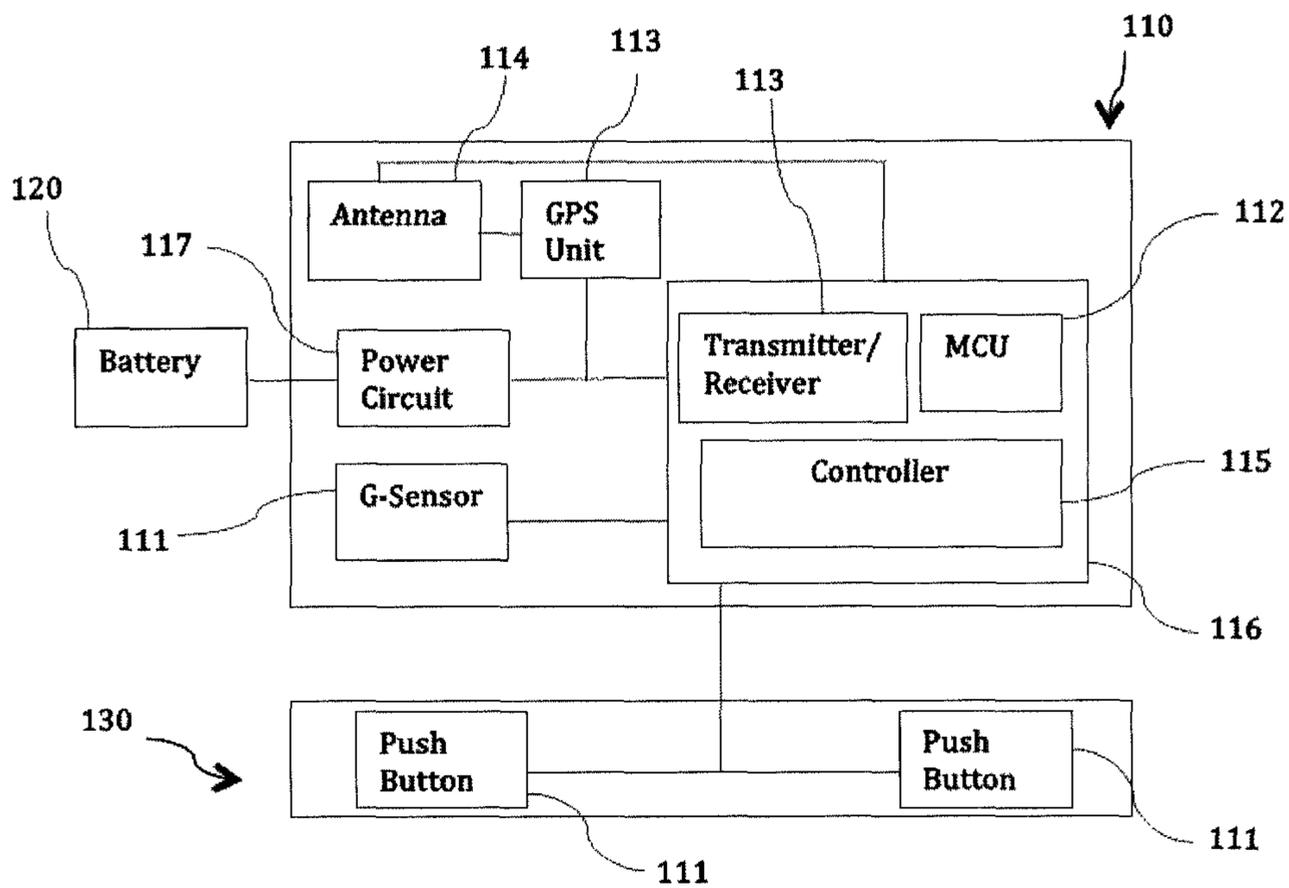 110
113
114
113
120
Antenna
GPS
Unit
112
117
Battery
Power
Circuit
Transmitter/
Receiver
MCU
G-Sensor
Controller
115
111
116
130
Push
Button
Push
Button
111
111